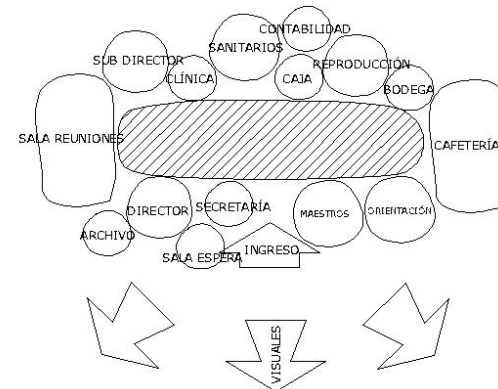 CONTABILIDAD
SANITARIOS
SUB DIRECTOR
REPRODUCCIÓN
CLÍNICA
CAJA
BODEGA
SALA REUNIONES
CAFETERÍA
DIRECTOR
SECRETARÍA
MAESTROS
ORIENTACIÓN
ARCHIVO
SALA ESPERA
INGRESO
VISUALES